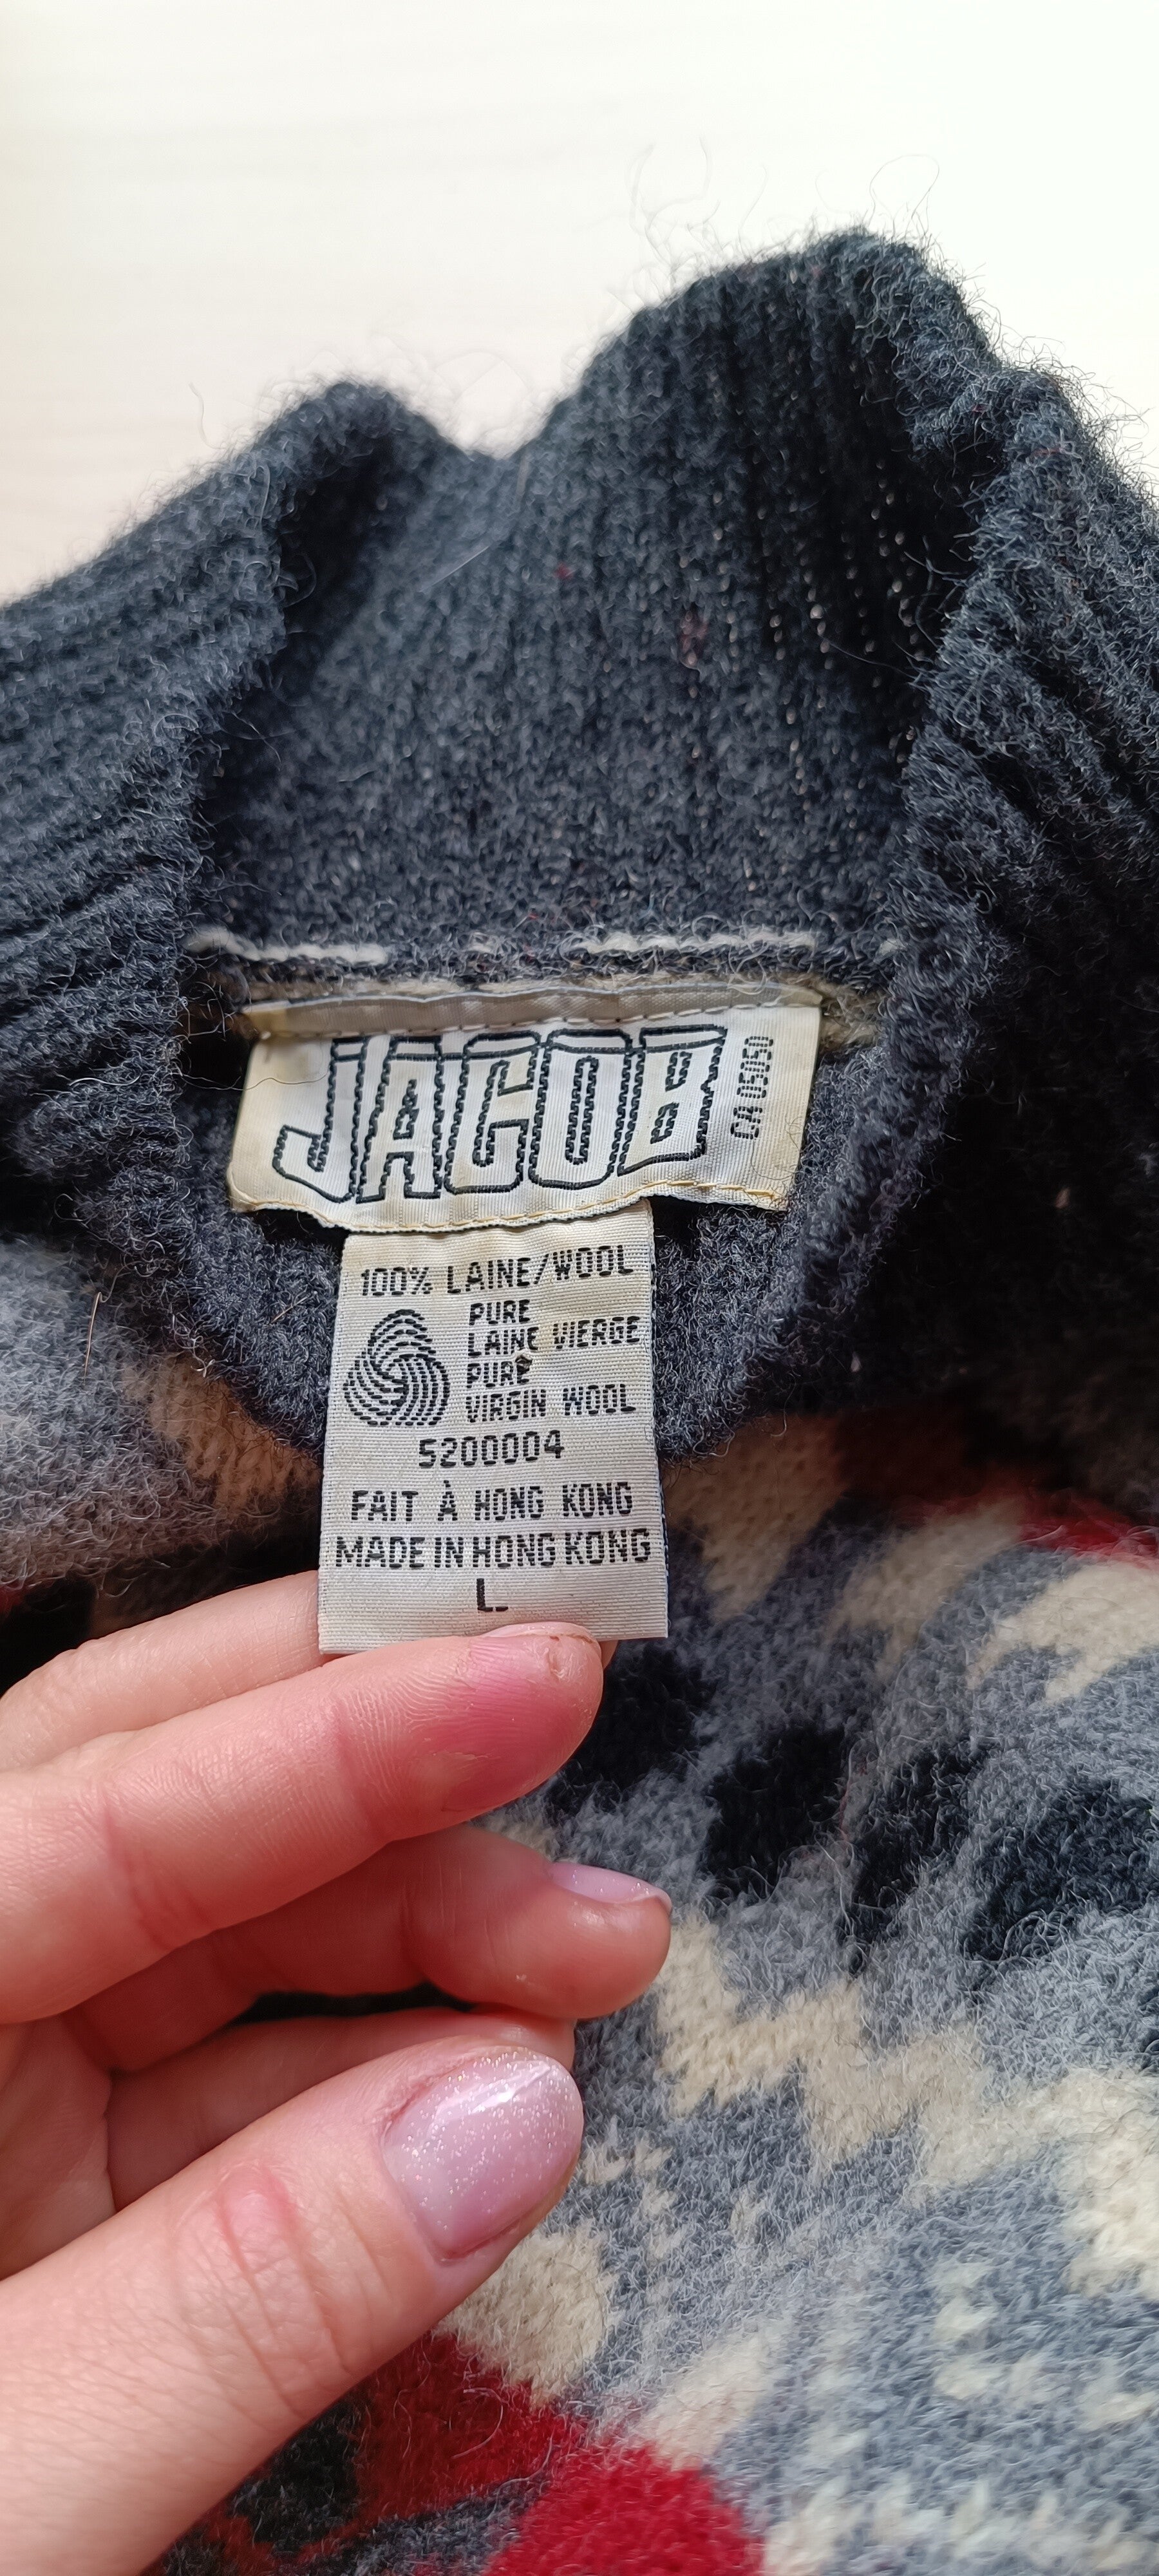 JACOB
CA 05050
100% LAINE/WOOL
PURE
LAINE VIERGE
PURE
VIRGIN WOOL
5200004
FAIT À HONG KONG
MADE IN HONG KONG
L